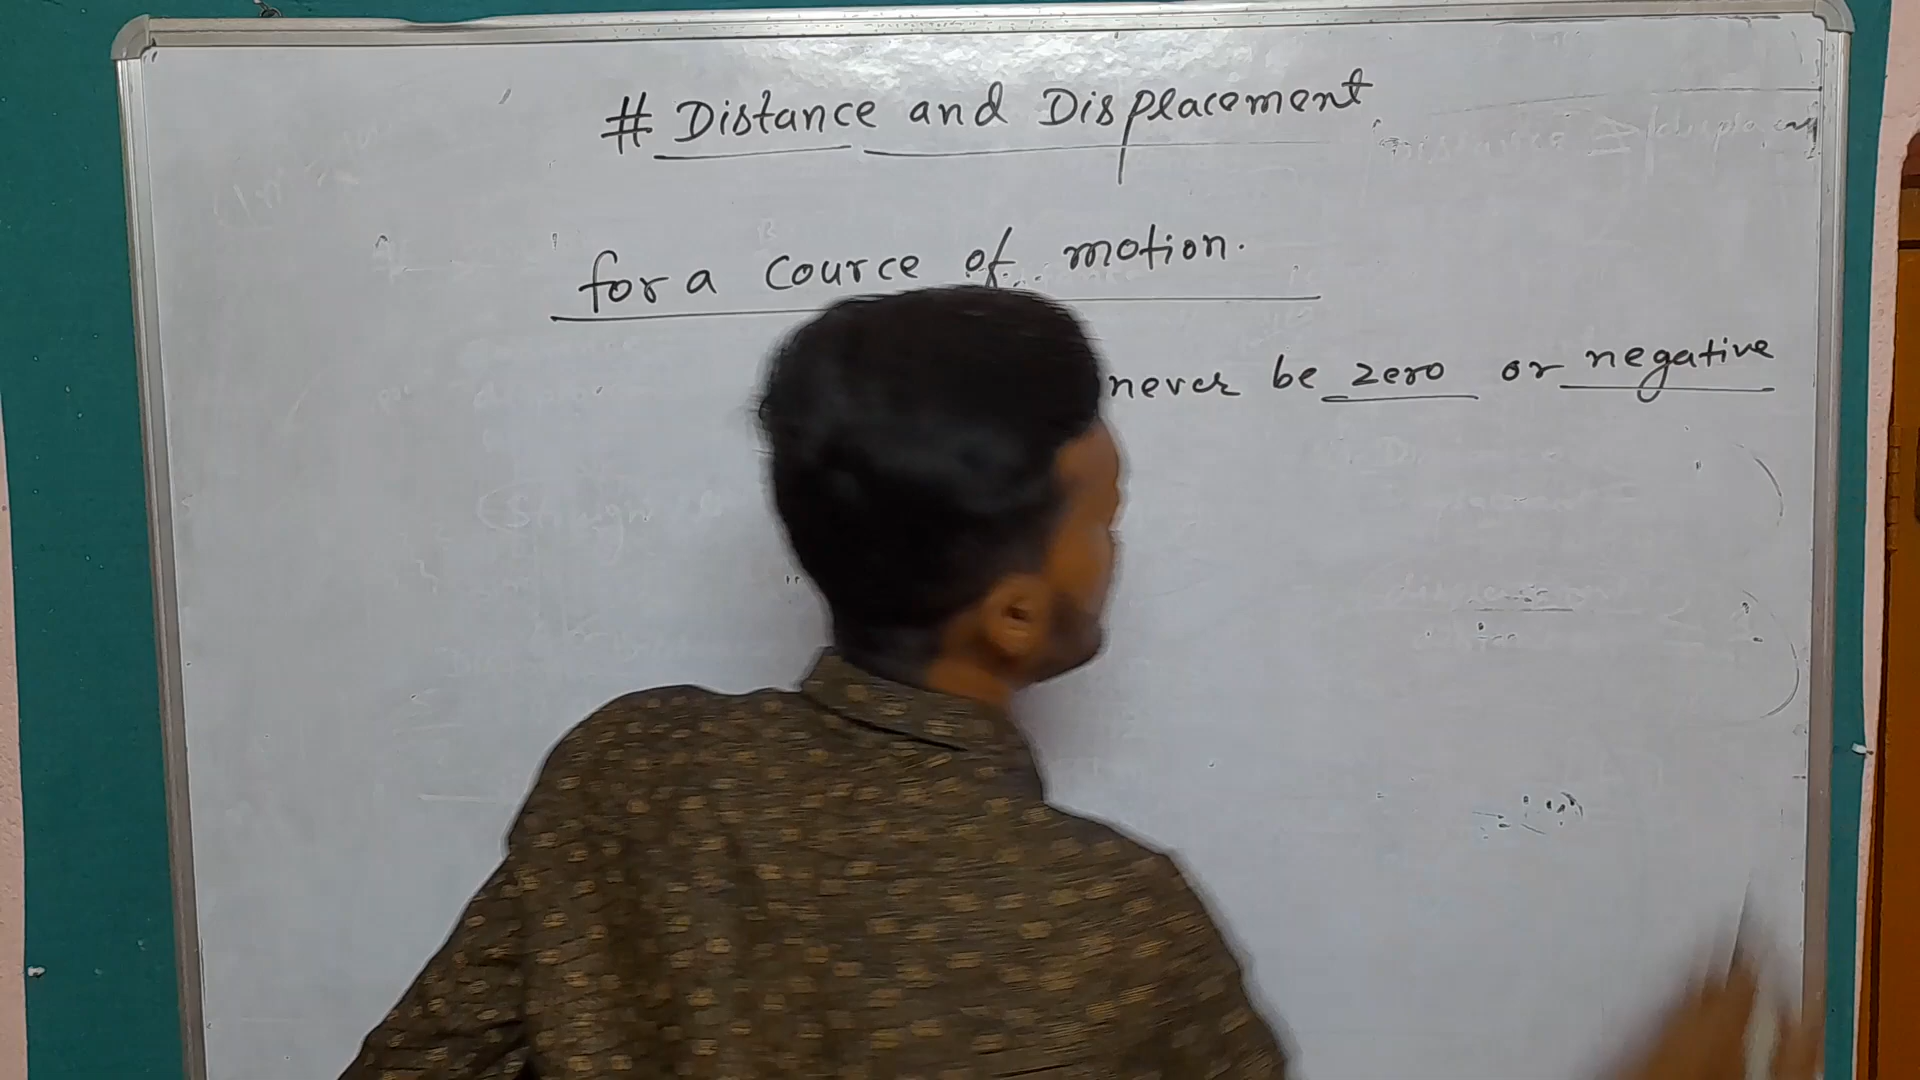 # Distance and Displacement
for a cource of motion.
never be zero or negative